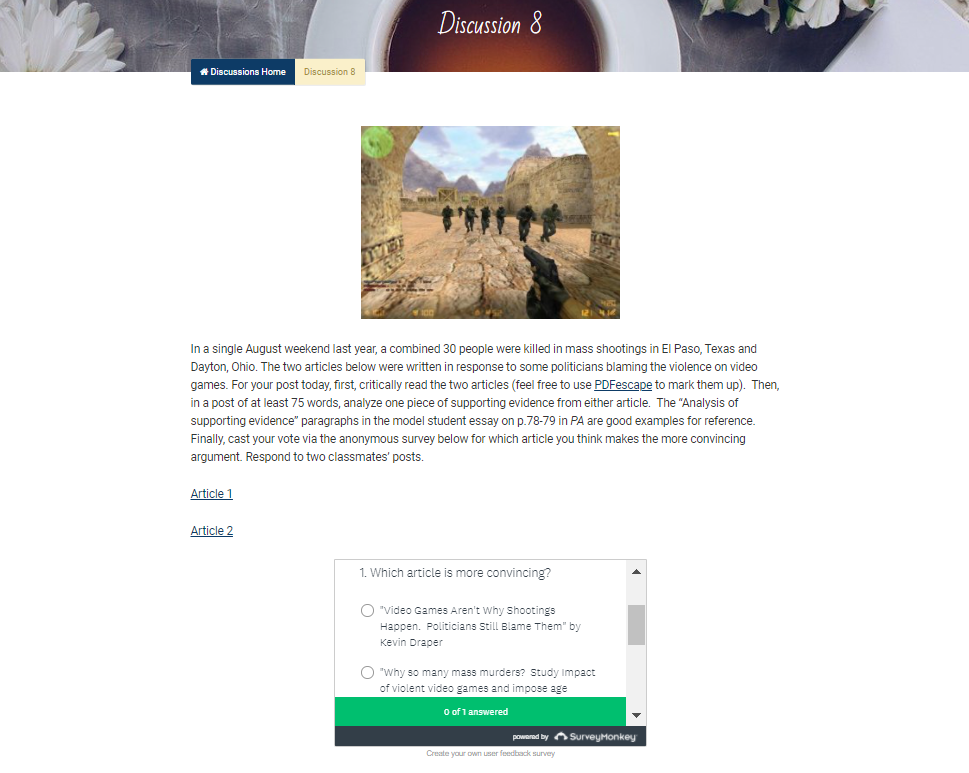 Discussion 8
Discussions Home
Discussion 8
In a single August weekend last year, a combined 30 people were killed in mass shootings in El Paso, Texas and
Dayton, Ohio. The two articles below were written in response to some politicians blaming the violence on video
games. For your post today, first, critically read the two articles (feel free to use PDFescape to mark them up).  Then,
in a post of at least 75 words, analyze one piece of supporting evidence from either article.  The “Analysis of
supporting evidence” paragraphs in the model student essay on p.78-79 in PA are good examples for reference.
Finally, cast your vote via the anonymous survey below for which article you think makes the more convincing
argument. Respond to two classmates’ posts.
Article 1
Article 2
1. Which article is more convincing?
"Video Games Aren't Why Shootings
Happen.  Politicians Still Blame Them" by
Kevin Draper
"Why so many mass murders?  Study Impact
of violent video games and impose age
0 of 1 answered
powered by SurveyMonkey
Create your own user feedback survey